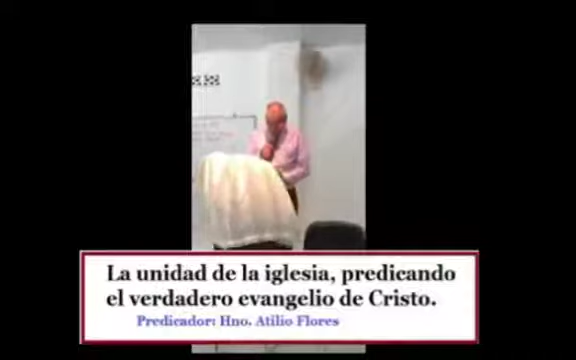 La unidad de la iglesia, predicando
el verdadero evangelio de Cristo.
Predicador: Hno. Atilio Flores